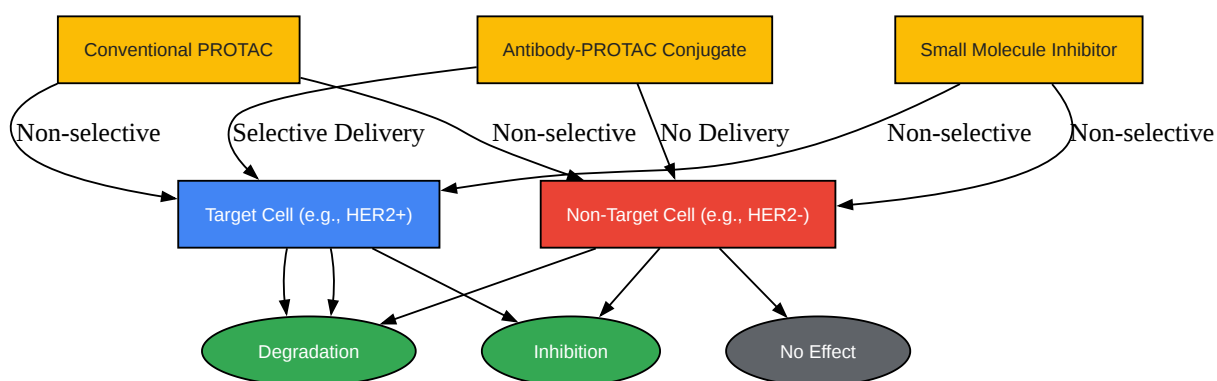 Conventional PROTAC
Antibody-PROTAC Conjugate
Small Molecule Inhibitor
Non-selective
Selective Delivery
Non-selective
No Delivery
Non-selective
Non-selective
Target Cell (e.g., HER2+)
Non-Target Cell (e.g., HER2-)
Degradation
Inhibition
No Effect